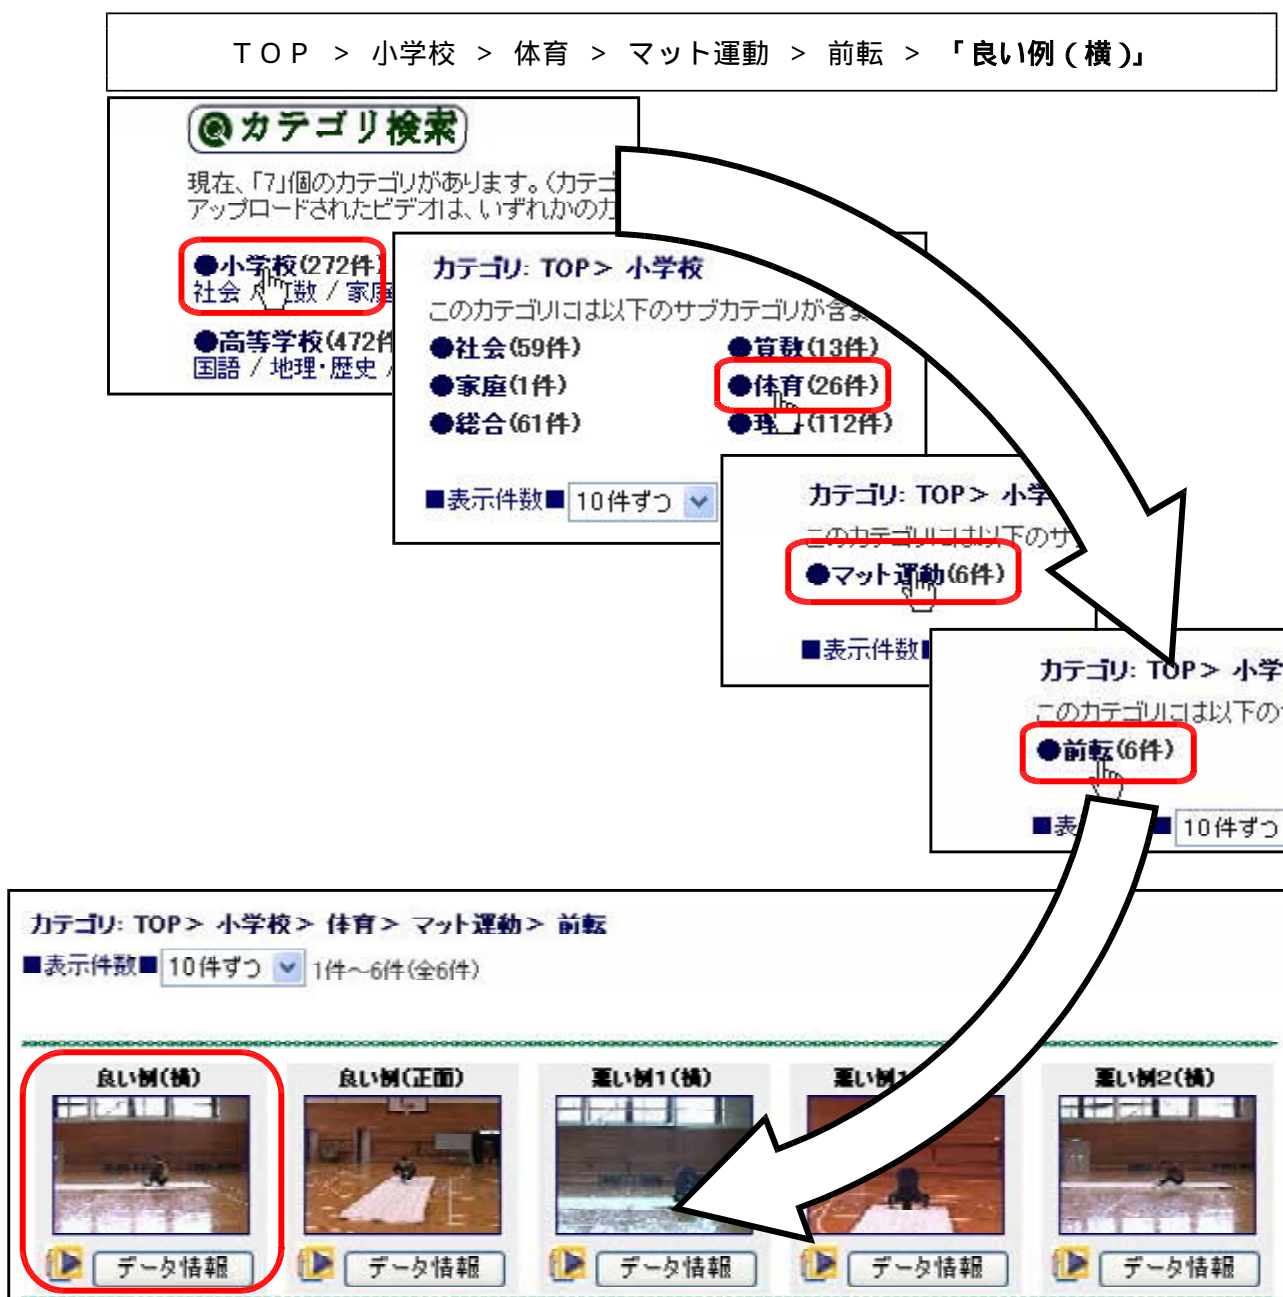 ＴＯＰ ＞ 小学校 ＞ 体育 ＞ マット運動 ＞ 前転 ＞ 「良い例(横)」
カテゴリ検索
現在、「7」個のカテゴリがあります。(カテゴ
アップロードされたビデオは、いずれかのカ
●小学校(272件)
社会 / 数 / 家庭
●高等学校(472件
国語 / 地理・歴史 /
カテゴリ: TOP> 小学校
このカテゴリには以下のサブカテゴリが含ま
●社会(59件) ●算数(13件)
●家庭(1件) ●体育(26件)
●総合(61件) ●理 (112件)
■表示件数■ 10件ずつ
カテゴリ: TOP> 小学
このカテゴリには以下のサ
●マット運動(6件)
■表示件数■
カテゴリ: TOP> 小学
このカテゴリには以下の
●前転(6件)
■表 ■ 10件ずつ
カテゴリ: TOP> 小学校> 体育> マット運動> 前転
■表示件数■ 10件ずつ 1件～6件(全6件)
良い例(横) 良い例(正面) 悪い例1(横) 悪い例 悪い例2(横)
データ情報 データ情報 データ情報 データ情報 データ情報